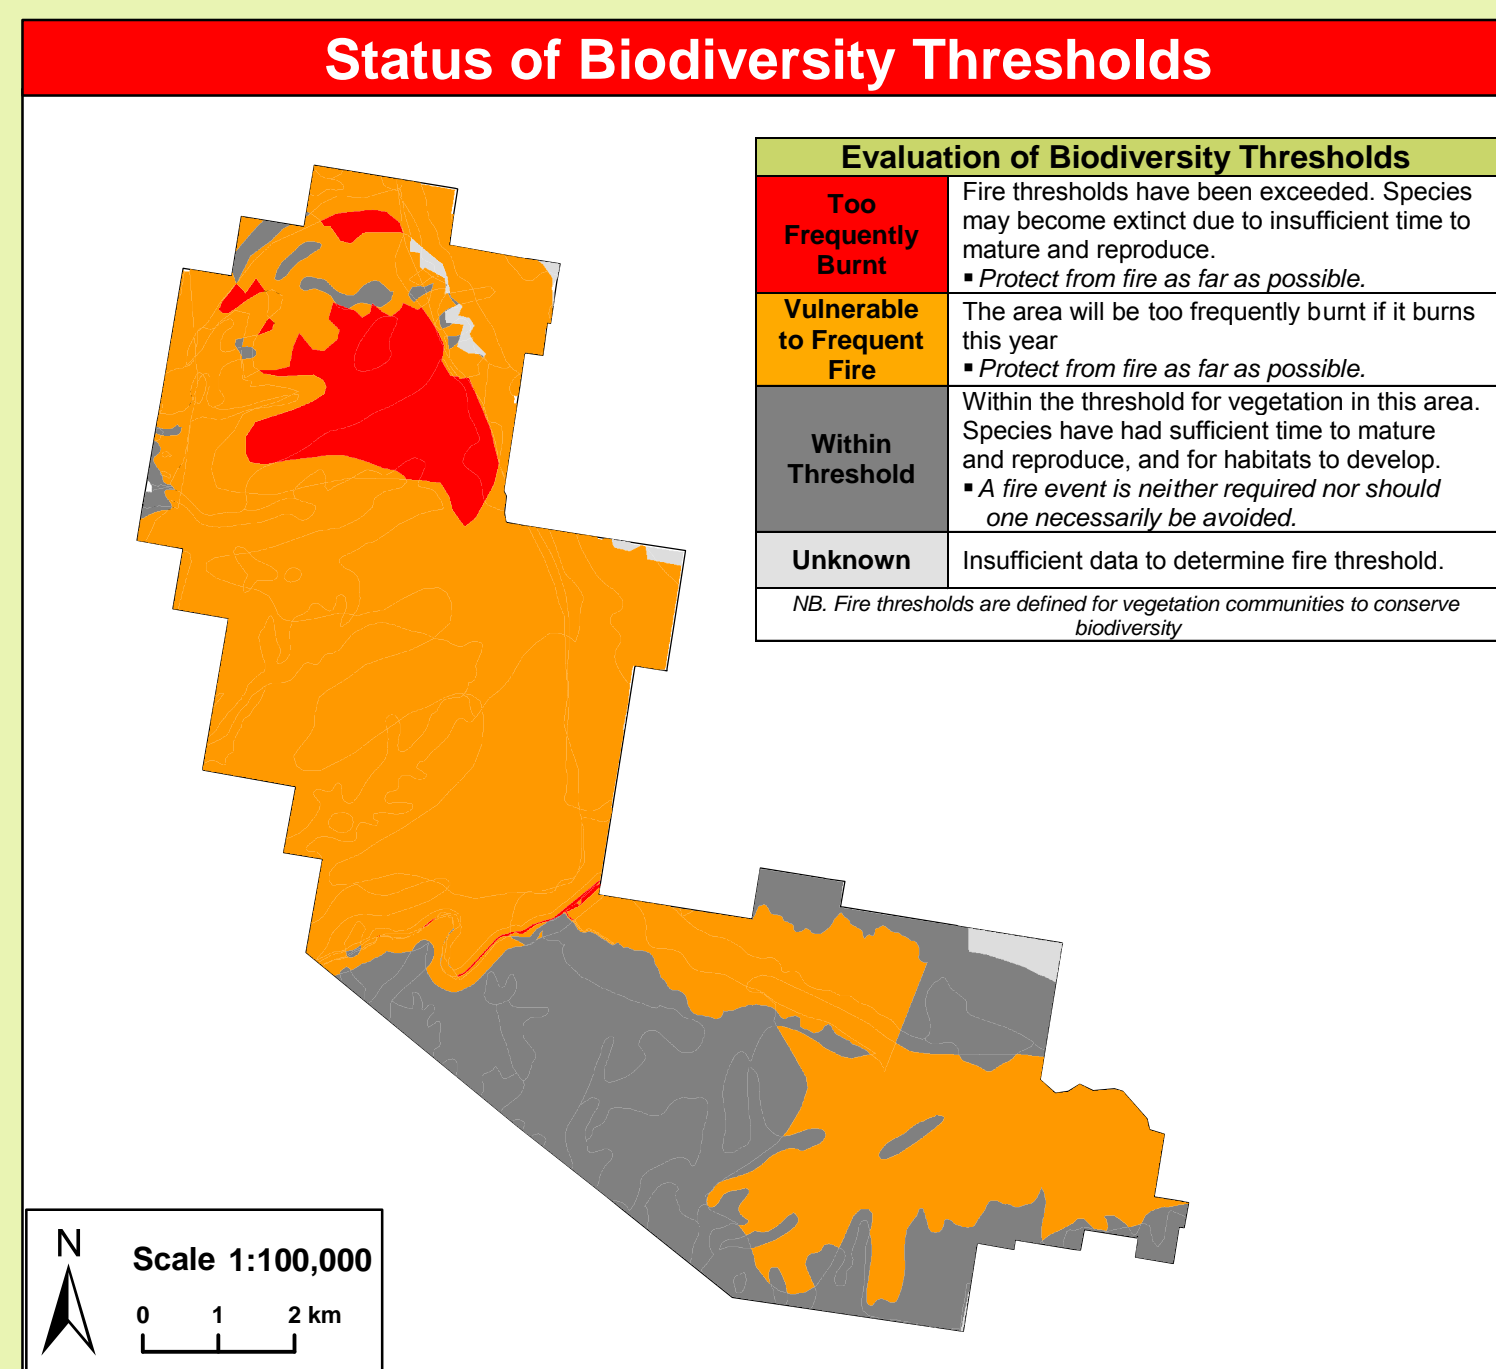 Status of Biodiversity Thresholds
Evaluation of Biodiversity Thresholds
Too
Frequently
Burnt
Fire thresholds have been exceeded. Species
may become extinct due to insufficient time to
mature and reproduce.
▪ Protect from fire as far as possible.
Vulnerable
to Frequent
Fire
The area will be too frequently burnt if it burns
this year
▪ Protect from fire as far as possible.
Within
Threshold
Within the threshold for vegetation in this area.
Species have had sufficient time to mature
and reproduce, and for habitats to develop.
▪ A fire event is neither required nor should
one necessarily be avoided.
Unknown
Insufficient data to determine fire threshold.
NB. Fire thresholds are defined for vegetation communities to conserve
biodiversity
N
Scale 1:100,000
0 1 2 km